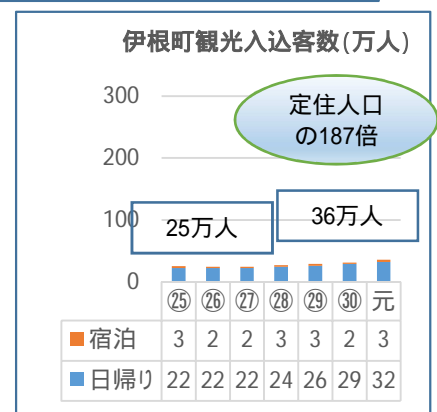 伊根町観光入込客数(万人)
300
定住人口
の187倍
200
100
25万人
36万人
0
㉕ ㉖ ㉗ ㉘ ㉙ ㉚ 元
宿泊 3 2 2 3 3 2 3
日帰り 22 22 22 24 26 29 32